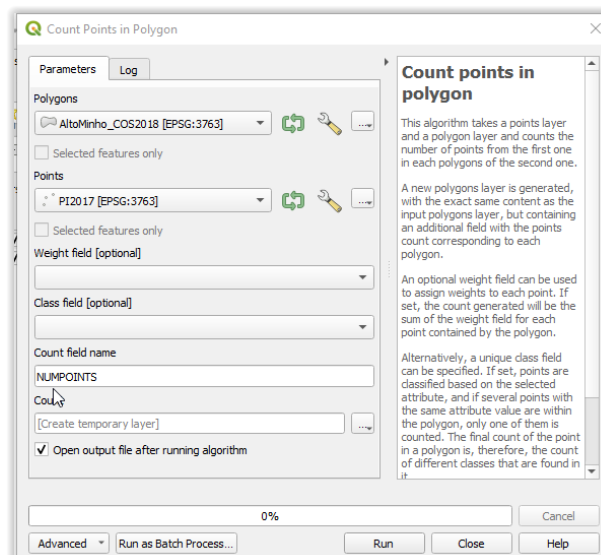 Count Points in Polygon
Parameters
Log
Polygons
AltoMinho_COS2018 [EPSG:3763]
Selected features only
Points
PI2017 [EPSG:3763]
Selected features only
Weight field [optional]
Class field [optional]
Count field name
NUMPOINTS
[Create temporary layer]
Open output file after running algorithm
Count points in
polygon
This algorithm takes a points layer
and a polygon layer and counts the
number of points from the first one
in each polygons of the second one.
A new polygons layer is generated,
with the exact same content as the
input polygons layer, but containing
an additional field with the points
count corresponding to each
polygon.
An optional weight field can be used
to assign weights to each point. If
set, the count generated will be the
sum of the weight field for each
point contained by the polygon.
Alternatively, a unique class field
can be specified. If set, points are
classified based on the selected
attribute, and if several points with
the same attribute value are within
the polygon, only one of them is
counted. The final count of the point
in a polygon is, therefore, the count
of different classes that are found in
it
0%
Cancel
Advanced
Run as Batch Process...
Run
Close
Help